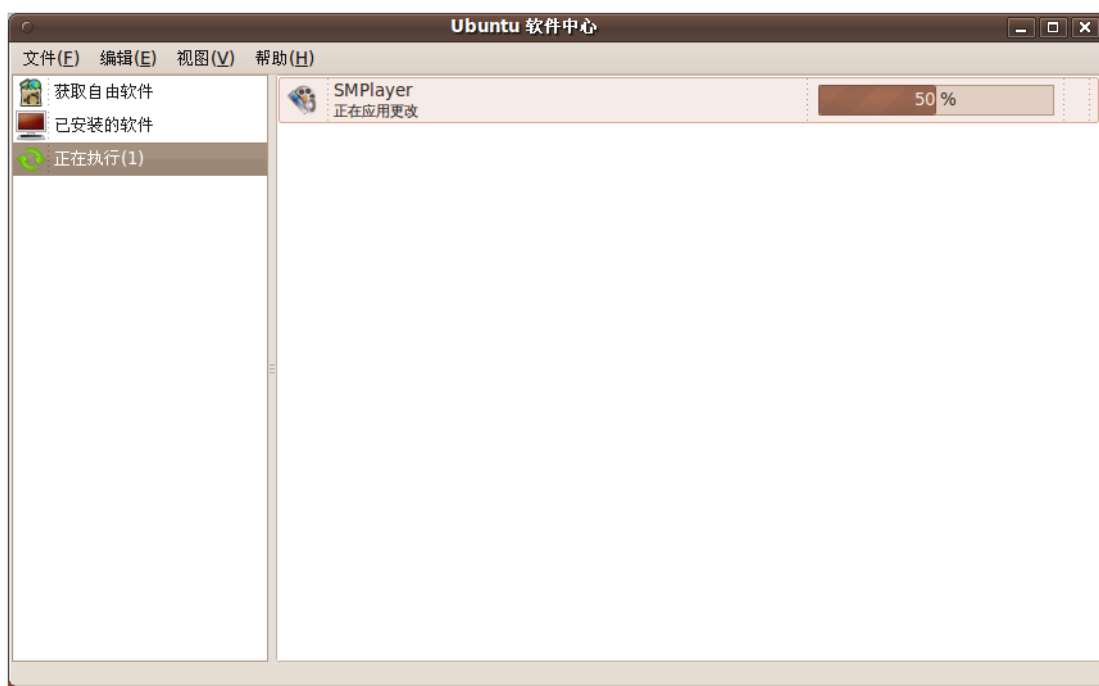 Ubuntu 软件中心
文件(F) 编辑(E) 视图(V) 帮助(H)
获取自由软件
已安装的软件
正在执行(1)
SMPlayer
正在应用更改
50 %